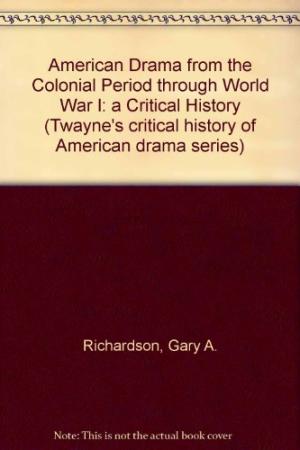 American Drama from the
Colonial Period through World
War I: a Critical History
(Twayne's critical history of
American drama series)
Richardson, Gary A.
Note: This is not the actual book cover